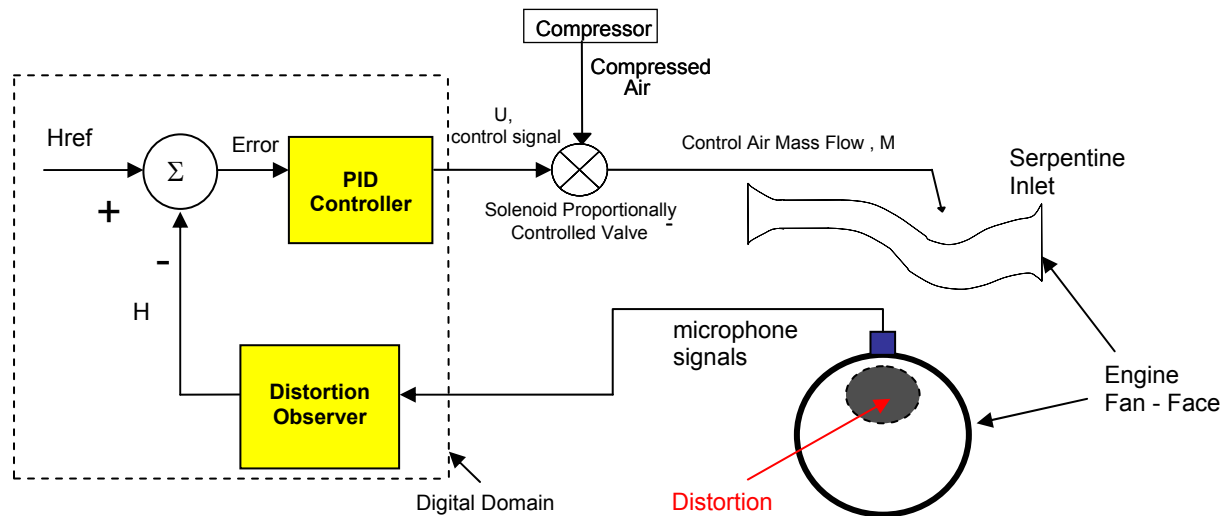 Compressor
Compressed
Air
Href
Σ
Error
PID
Controller
U,
control signal
Control Air Mass Flow , M
Serpentine
Inlet
+
-
Solenoid Proportionally
Controlled Valve
-
H
microphone
signals
Distortion
Observer
Engine
Fan - Face
Digital Domain
Distortion